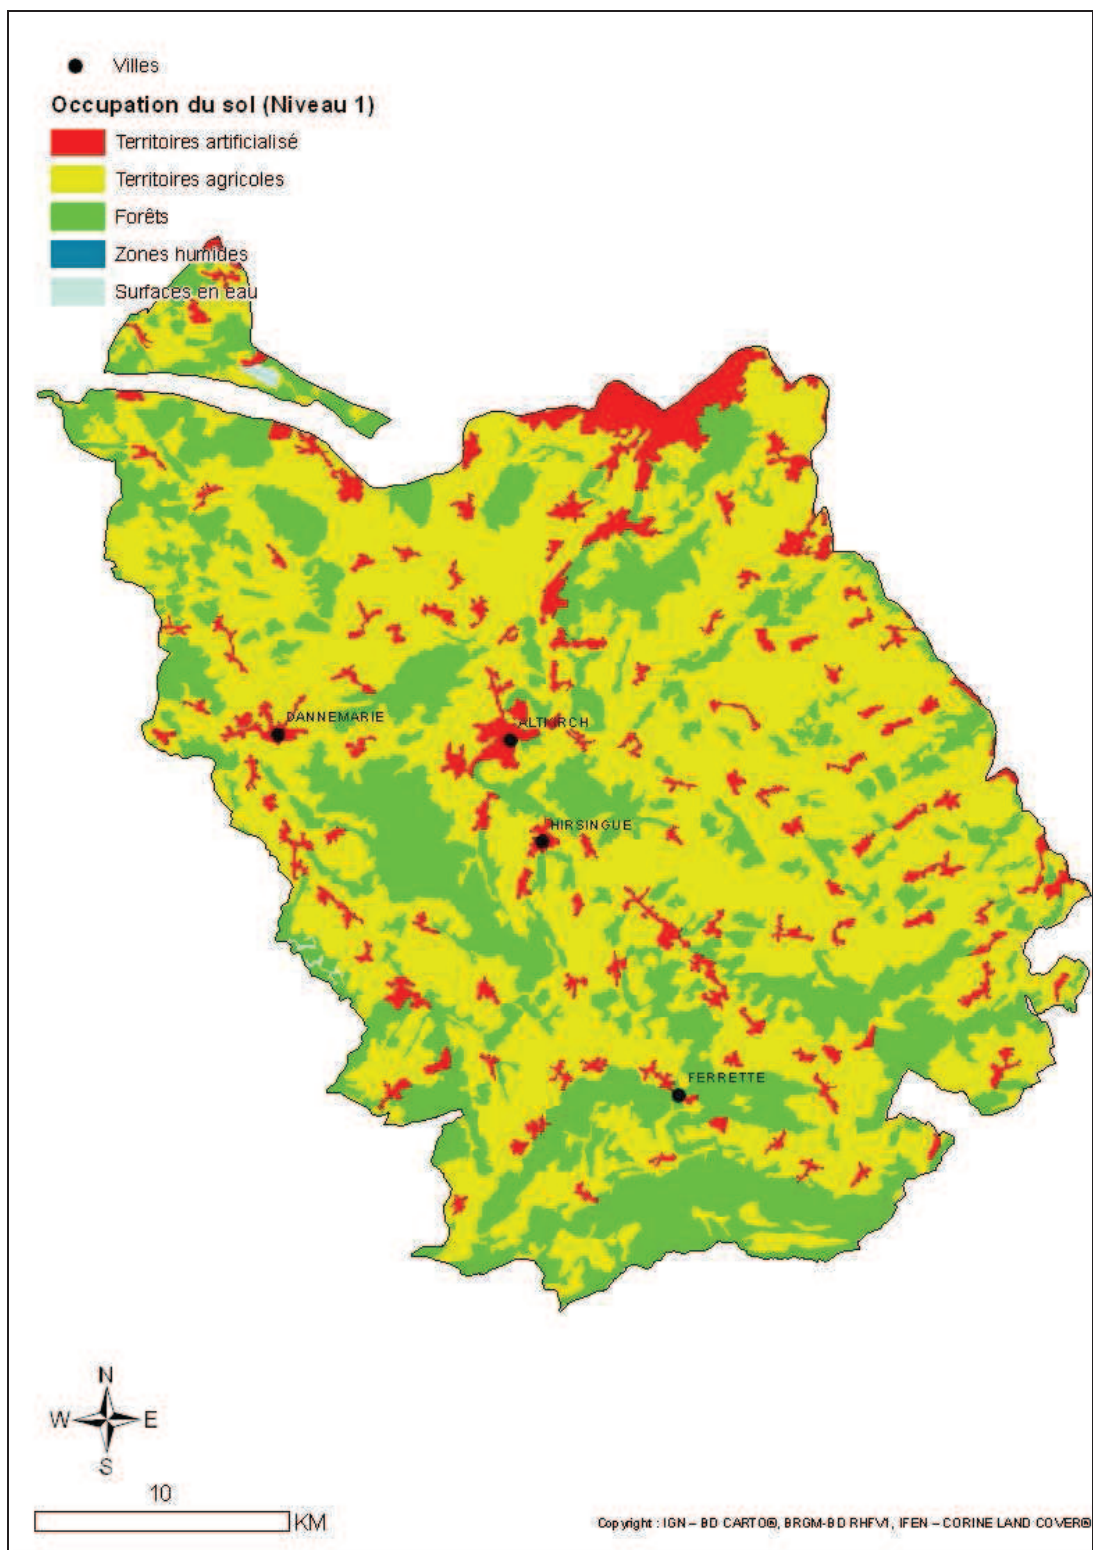 Villes
Occupation du sol (Niveau 1)
Territoires artificialisé
Territoires agricoles
Forêts
Zones humides
Surfaces en eau
DANNEMARIE
ALTKIRCH
HIRSINGUE
FERRETTE
N
W E
S
10
KM
Copyright : IGN – BD CARTO®, BRGM-BD RHFV1, IFEN – CORINE LAND COVER®